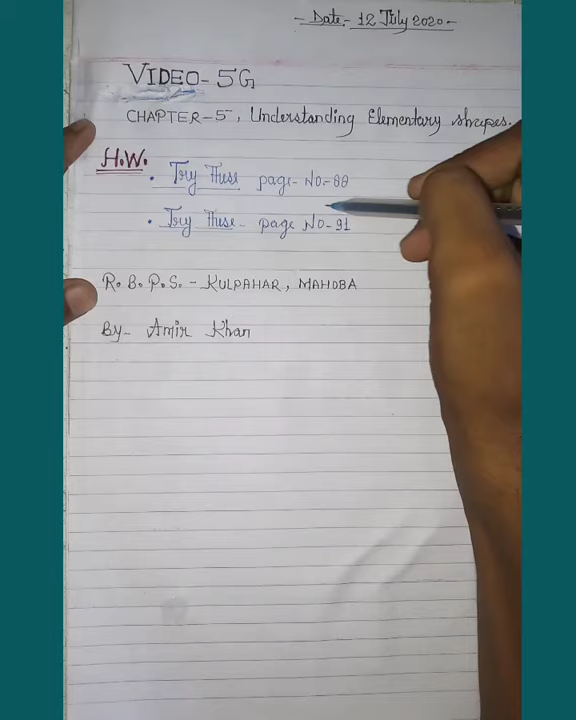 - Date - 12 July 2020 -
VIDEO - 5G
CHAPTER - 5, Understanding Elementary shapes.
H.W.
• Try These page - No. - 88
• Try These - page No - 91
R. B. P. S. - KULPAHAR, MAHOBA
By - Amir Khan